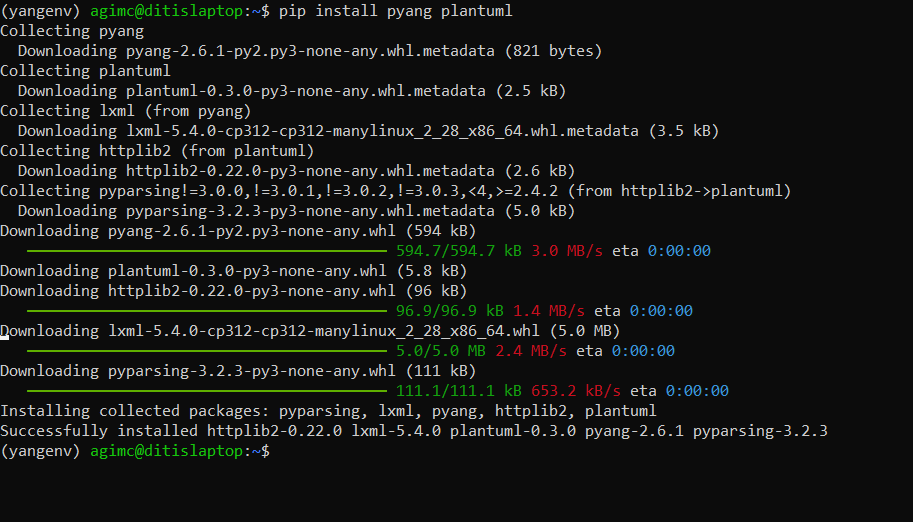 (yangenv) agimc@ditislaptop:~$ pip install pyang plantuml
Collecting pyang
  Downloading pyang-2.6.1-py2.py3-none-any.whl.metadata (821 bytes)
Collecting plantuml
  Downloading plantuml-0.3.0-py3-none-any.whl.metadata (2.5 kB)
Collecting lxml (from pyang)
  Downloading lxml-5.4.0-cp312-cp312-manylinux_2_28_x86_64.whl.metadata (3.5 kB)
Collecting httplib2 (from plantuml)
  Downloading httplib2-0.22.0-py3-none-any.whl.metadata (2.6 kB)
Collecting pyparsing!=3.0.0,!=3.0.1,!=3.0.2,!=3.0.3,<4,>=2.4.2 (from httplib2->plantuml)
  Downloading pyparsing-3.2.3-py3-none-any.whl.metadata (5.0 kB)
Downloading pyang-2.6.1-py2.py3-none-any.whl (594 kB)
594.7/594.7 kB 3.0 MB/s eta 0:00:00
Downloading plantuml-0.3.0-py3-none-any.whl (5.8 kB)
Downloading httplib2-0.22.0-py3-none-any.whl (96 kB)
96.9/96.9 kB 1.4 MB/s eta 0:00:00
Downloading lxml-5.4.0-cp312-cp312-manylinux_2_28_x86_64.whl (5.0 MB)
5.0/5.0 MB 2.4 MB/s eta 0:00:00
Downloading pyparsing-3.2.3-py3-none-any.whl (111 kB)
111.1/111.1 kB 653.2 kB/s eta 0:00:00
Installing collected packages: pyparsing, lxml, pyang, httplib2, plantuml
Successfully installed httplib2-0.22.0 lxml-5.4.0 plantuml-0.3.0 pyang-2.6.1 pyparsing-3.2.3
(yangenv) agimc@ditislaptop:~$